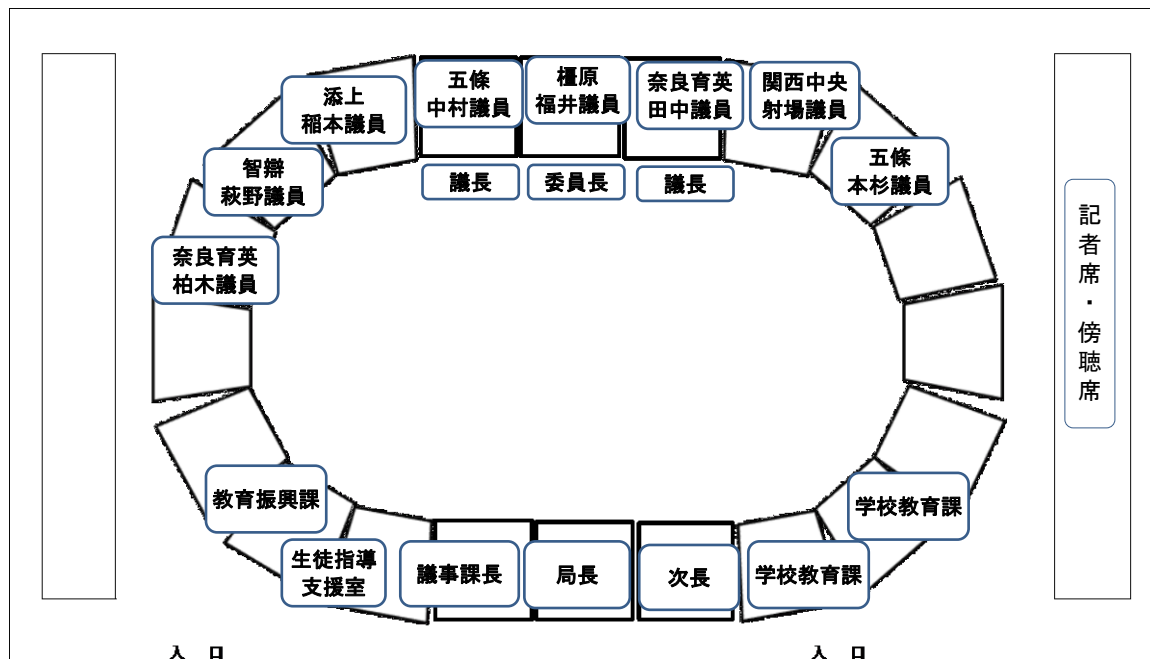 五條
中村議員
橿原
福井議員
奈良育英
田中議員
関西中央
射場議員
添上
稲本議員
五條
本杉議員
智辯
萩野議員
議長
委員長
議長
奈良育英
柏木議員
記者席・傍聴席
教育振興課
学校教育課
生徒指導
支援室
議事課長
局長
次長
学校教育課
入口
入口